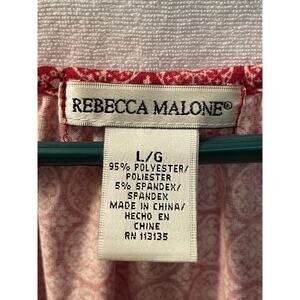 REBECCA MALONE®
L/G
95% POLYESTER/
POLIESTER
5% SPANDEX/
SPANDEX
MADE IN CHINA/
HECHO EN
CHINE
RN 113135